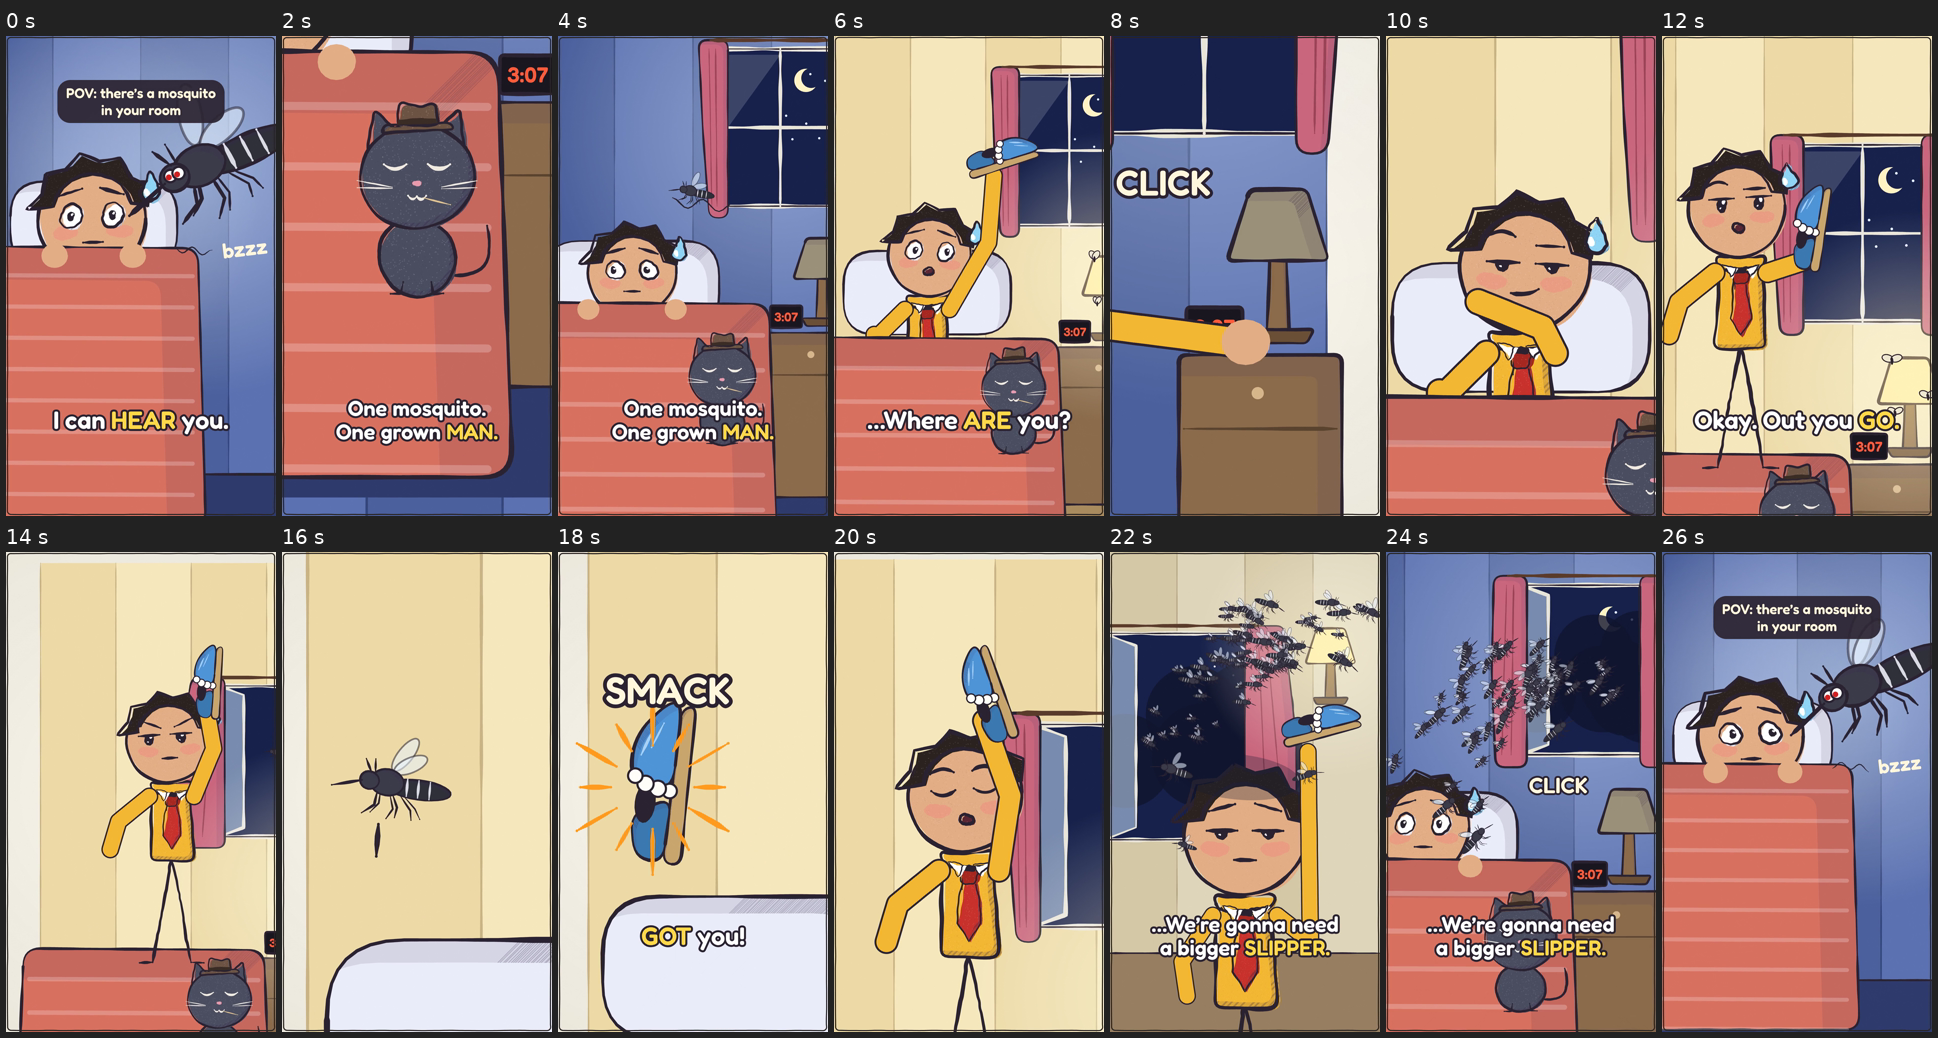 0 s
2 s
4 s
6 s
8 s
10 s
12 s
POV: there's a mosquito
in your room
bzzz
I can HEAR you.
3:07
One mosquito.
One grown MAN.
3:07
One mosquito.
One grown MAN.
3:07
...Where ARE you?
CLICK
Okay. Out you GO.
3:07
14 s
16 s
18 s
20 s
22 s
24 s
26 s
SMACK
GOT you!
...We're gonna need
a bigger SLIPPER.
CLICK
3:07
...We're gonna need
a bigger SLIPPER.
POV: there's a mosquito
in your room
bzzz